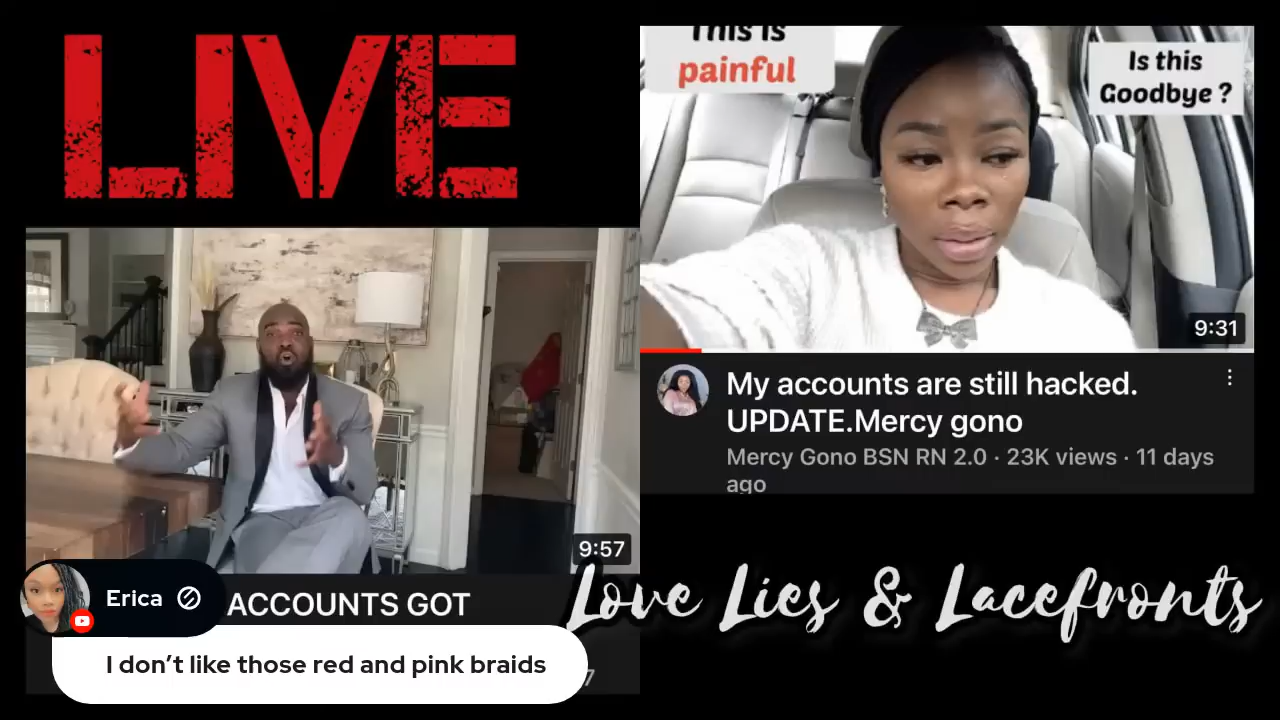 LIVE
This is
painful
Is this
Goodbye ?
9:31
My accounts are still hacked.
UPDATE.Mercy gono
Mercy Gono BSN RN 2.0 · 23K views · 11 days
ago
9:57
ACCOUNTS GOT
Love Lies & Lacefronts
Erica
I don’t like those red and pink braids
7